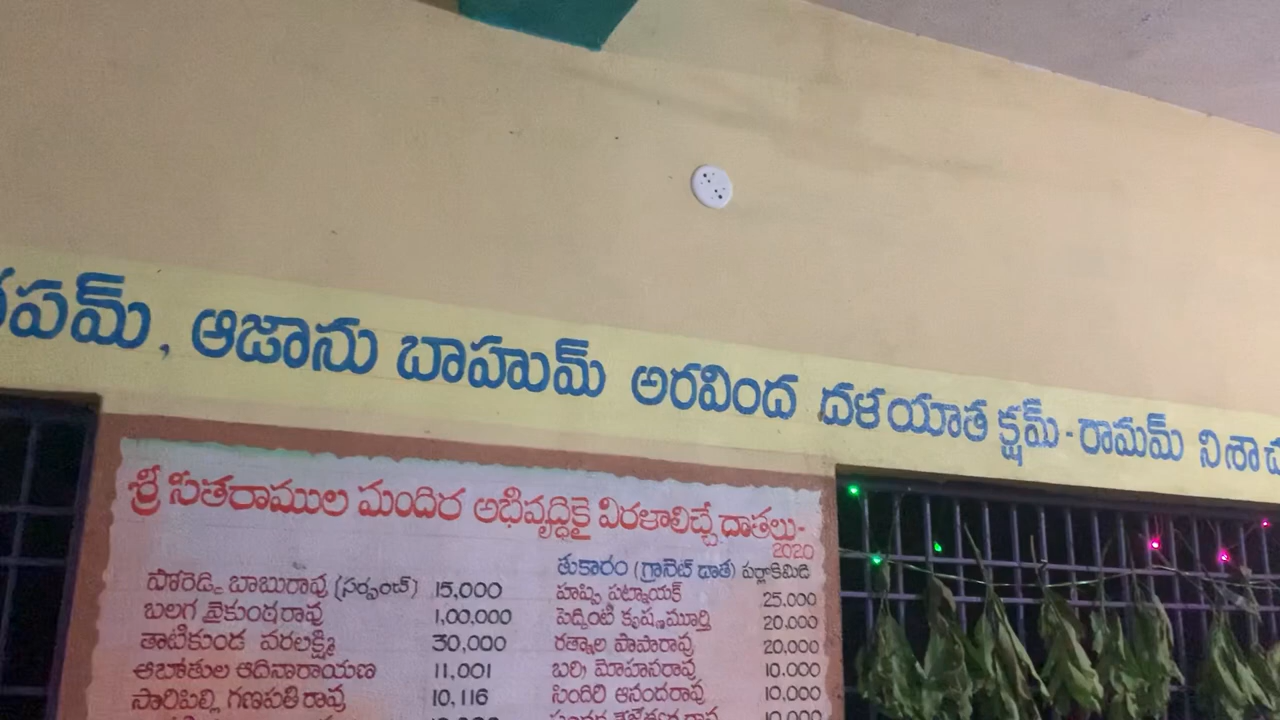 పమ్, ఆజాను బాహుమ్ అరవింద దళయాత క్షమ్-రామమ్ నిశాచ
శ్రీ సితరాముల మందిర అభివృద్ధికై విరళాలిచ్చే దాతలు-
2020
తుకారం (గ్రానైట్ దాత) పర్లాకిమిడి
పోరెడ్డి బాబురావు (సర్పంచ్) 15,000
హప్పి పట్నాయక్ 25.000
బలగ వైకుంఠరావు 1,00,000
పెద్మింటి కృష్ణమూర్తి 20.000
తాటికుండ వరలక్ష్మి 30,000
రత్నాల పాపారావు 20,000
ఆబోతుల ఆదినారాయణ 11,001
బలి మోహనరావు 10.000
సారిపిల్లి గణపతి రావు 10,116
సిందిరి ఆనందరావు 10,000